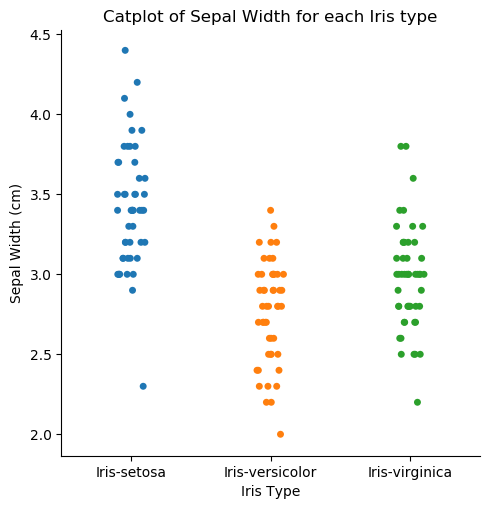 Catplot of Sepal Width for each Iris type
4.5
4.0
3.5
3.0
2.5
2.0
Sepal Width (cm)
Iris-setosa Iris-versicolor Iris-virginica
Iris Type